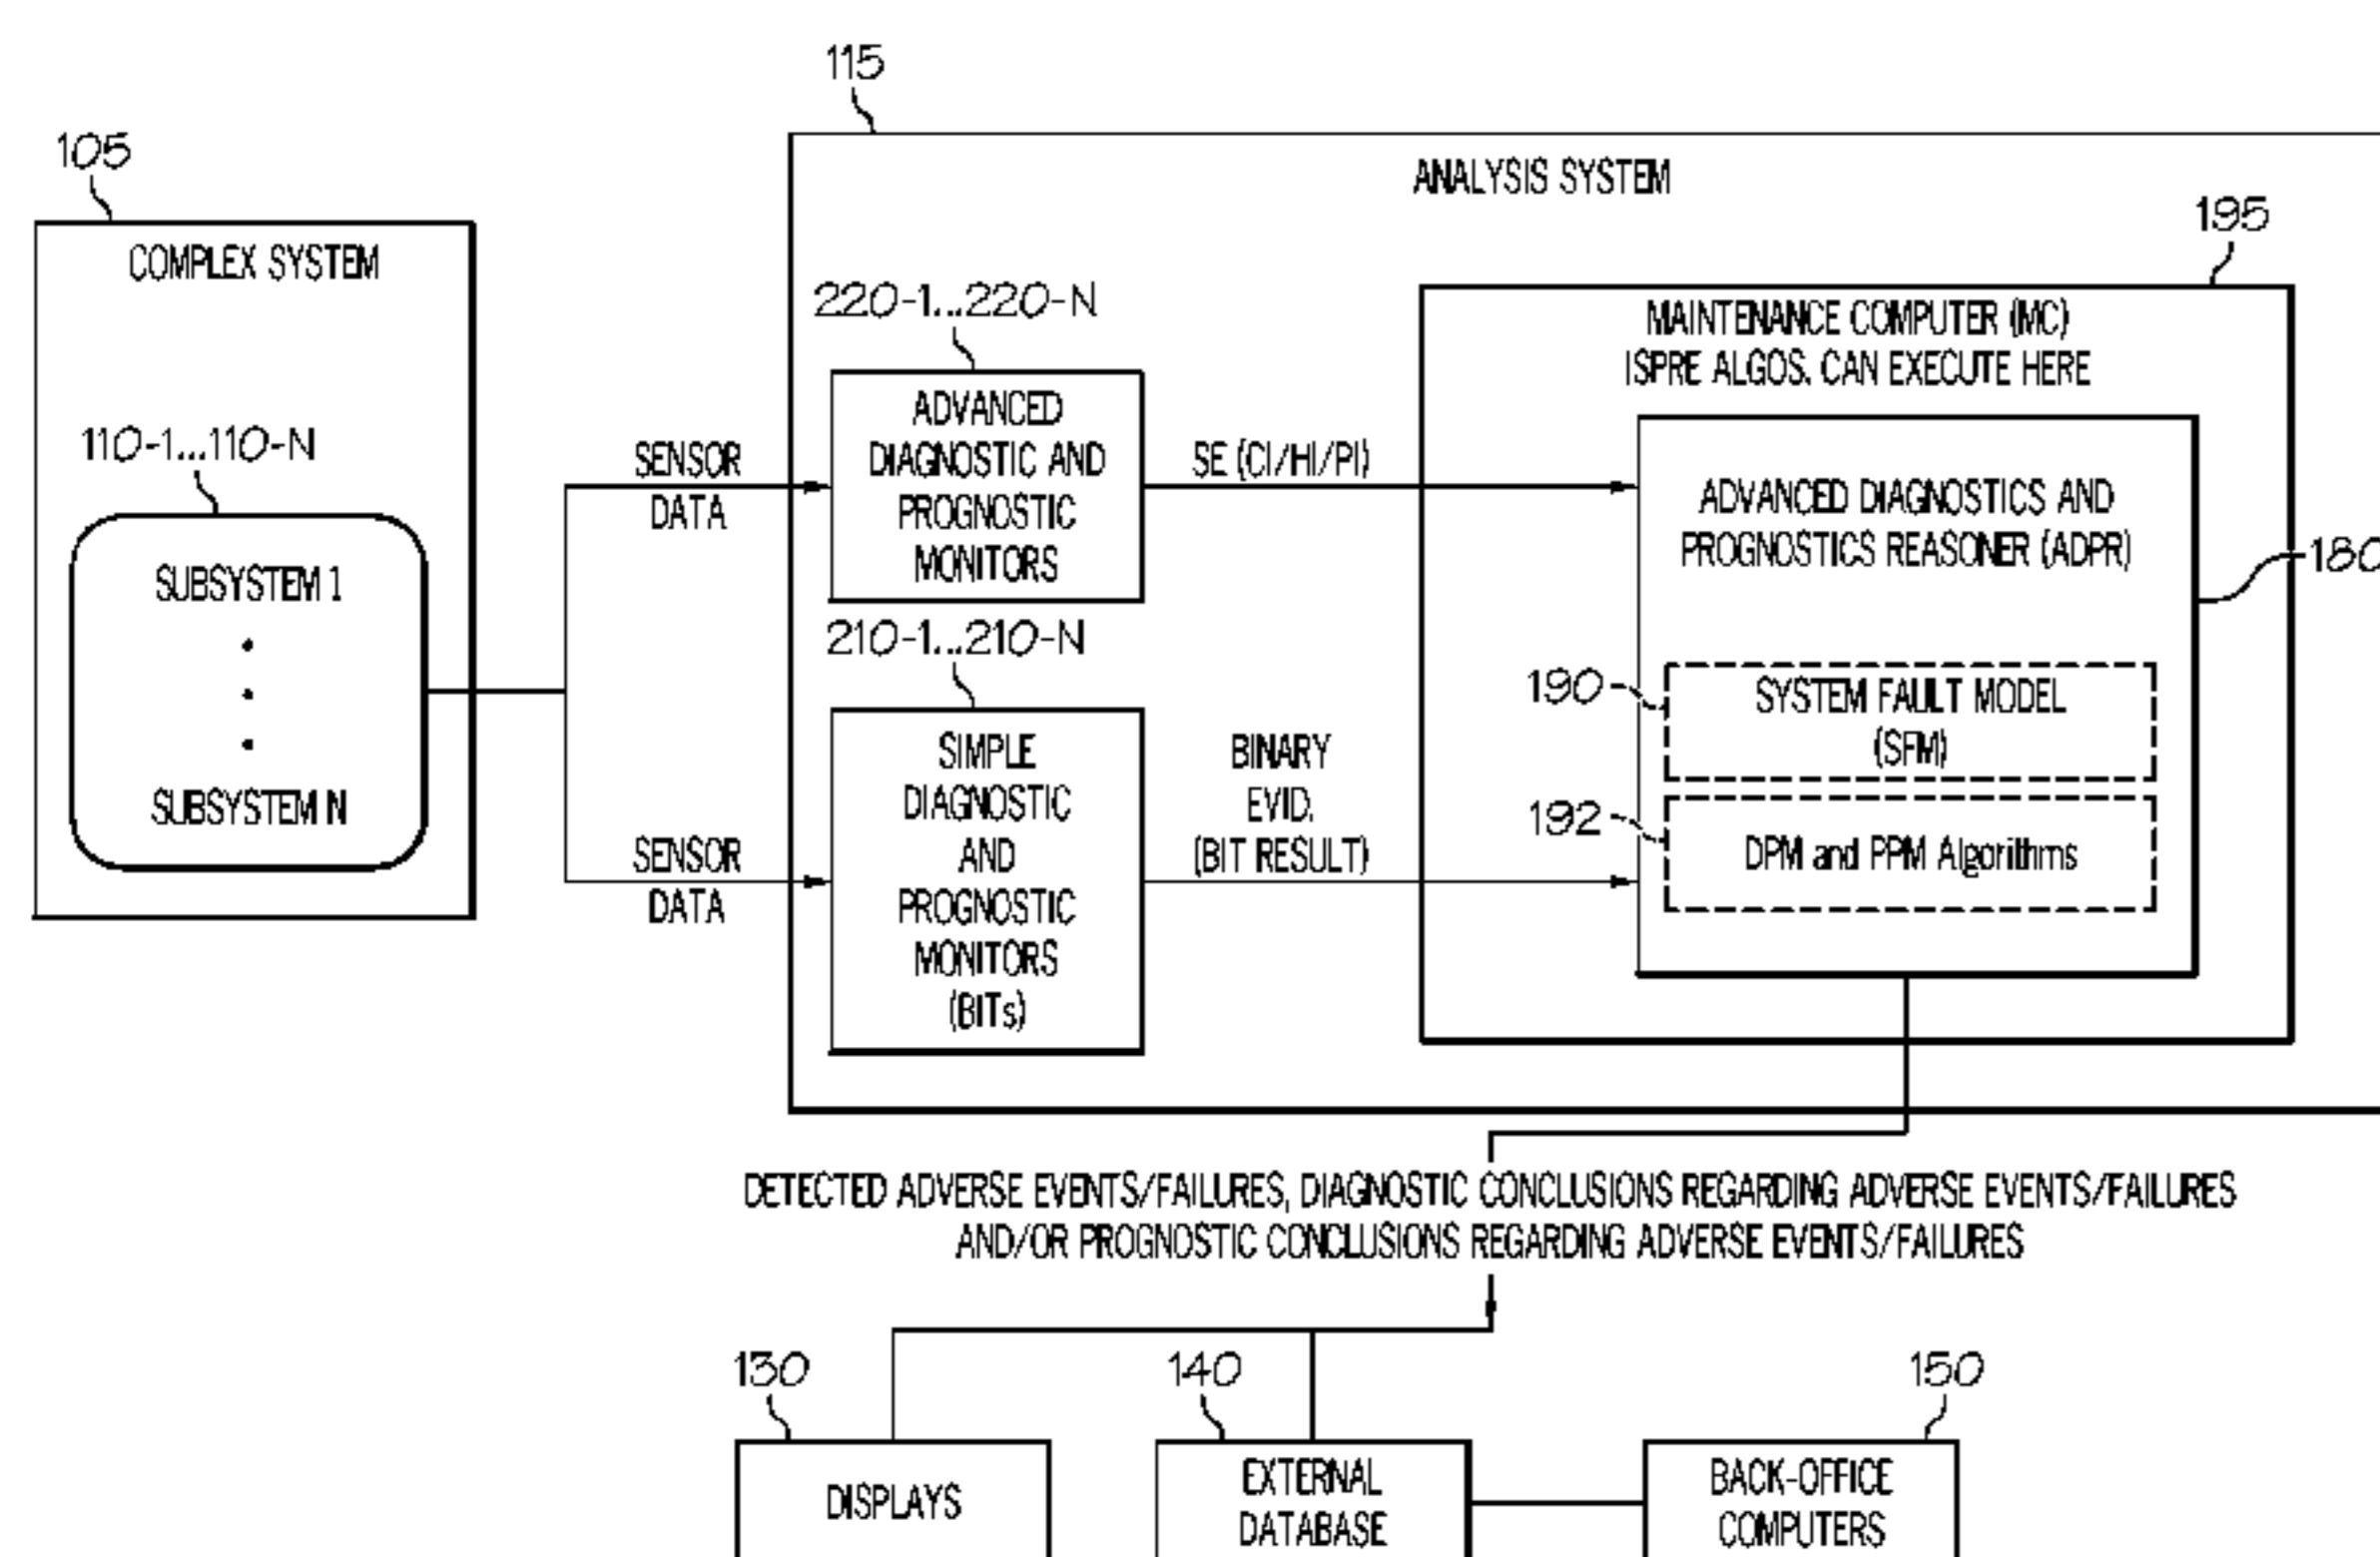 115
105
ANALYSIS SYSTEM
195
COMPLEX SYSTEM
220-1...220-N
MAINTENANCE COMPUTER (MC)
ISPRE ALGOS. CAN EXECUTE HERE
110-1...110-N
ADVANCED
DIAGNOSTIC AND
PROGNOSTIC
MONITORS
SENSOR
DATA
SE (CI/HI/PI)
ADVANCED DIAGNOSTICS AND
PROGNOSTICS REASONER (ADPR)
180
SUBSYSTEM 1
SUBSYSTEM N
210-1...210-N
190
SYSTEM FAULT MODEL
(SFM)
SIMPLE
DIAGNOSTIC
AND
PROGNOSTIC
MONITORS
(BITs)
BINARY
EVID.
(BIT RESULT)
192
DPM and PPM Algorithms
SENSOR
DATA
DETECTED ADVERSE EVENTS/FAILURES, DIAGNOSTIC CONCLUSIONS REGARDING ADVERSE EVENTS/FAILURES
AND/OR PROGNOSTIC CONCLUSIONS REGARDING ADVERSE EVENTS/FAILURES
130
140
150
DISPLAYS
EXTERNAL
DATABASE
BACK-OFFICE
COMPUTERS